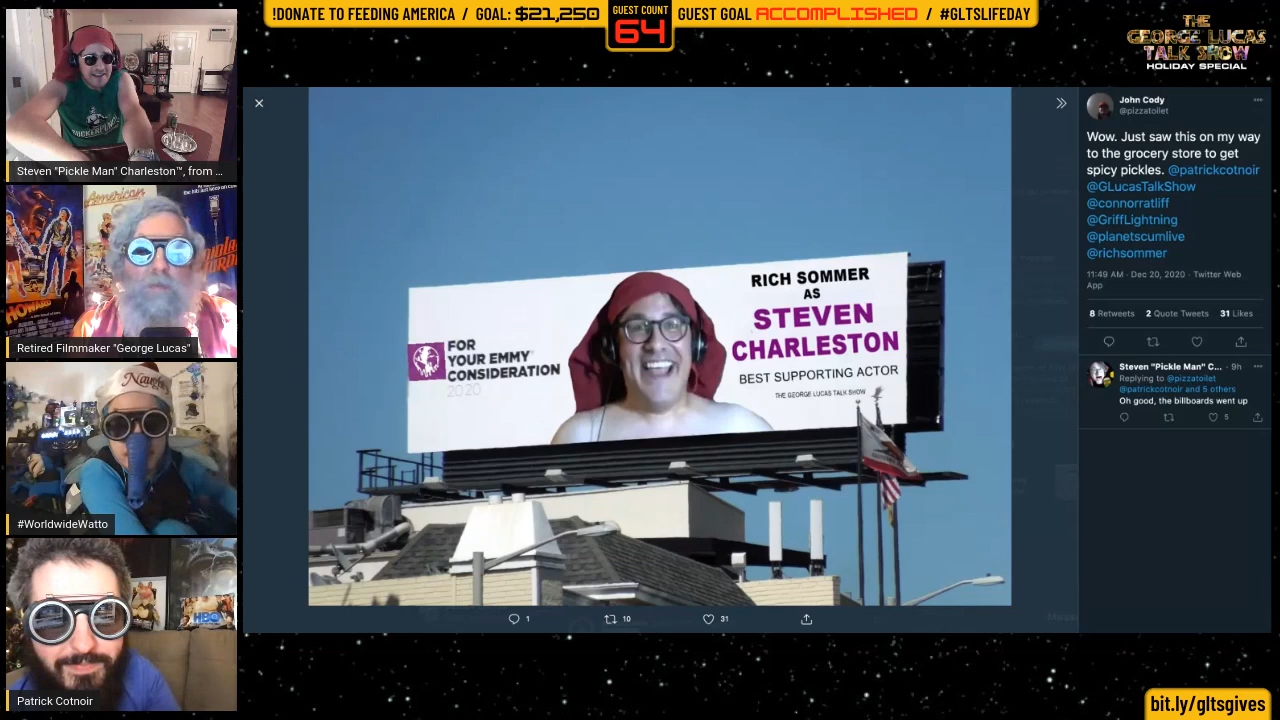 !DONATE TO FEEDING AMERICA / GOAL: $21,250
GUEST COUNT
64
GUEST GOAL ACCOMPLISHED / #GLTSLIFEDAY
THE
GEORGE LUCAS
TALK SHOW
HOLIDAY SPECIAL
Steven "Pickle Man" Charleston™, from ...
American
HOWARD
Retired Filmmaker "George Lucas"
Naughty
#WorldwideWatto
HBO
Patrick Cotnoir
FOR
YOUR EMMY
CONSIDERATION
2020
RICH SOMMER
AS
STEVEN
CHARLESTON
BEST SUPPORTING ACTOR
THE GEORGE LUCAS TALK SHOW
1
10
31
John Cody
@pizzatoilet
Wow. Just saw this on my way
to the grocery store to get
spicy pickles. @patrickcotnoir
@GLucasTalkShow
@connorratliff
@GriffLightning
@planetscumlive
@richsommer
11:49 AM · Dec 20, 2020 · Twitter Web
App
8 Retweets 2 Quote Tweets 31 Likes
Steven "Pickle Man" C... · 9h
Replying to @pizzatoilet
@patrickcotnoir and 5 others
Oh good, the billboards went up
5
bit.ly/gltsgives